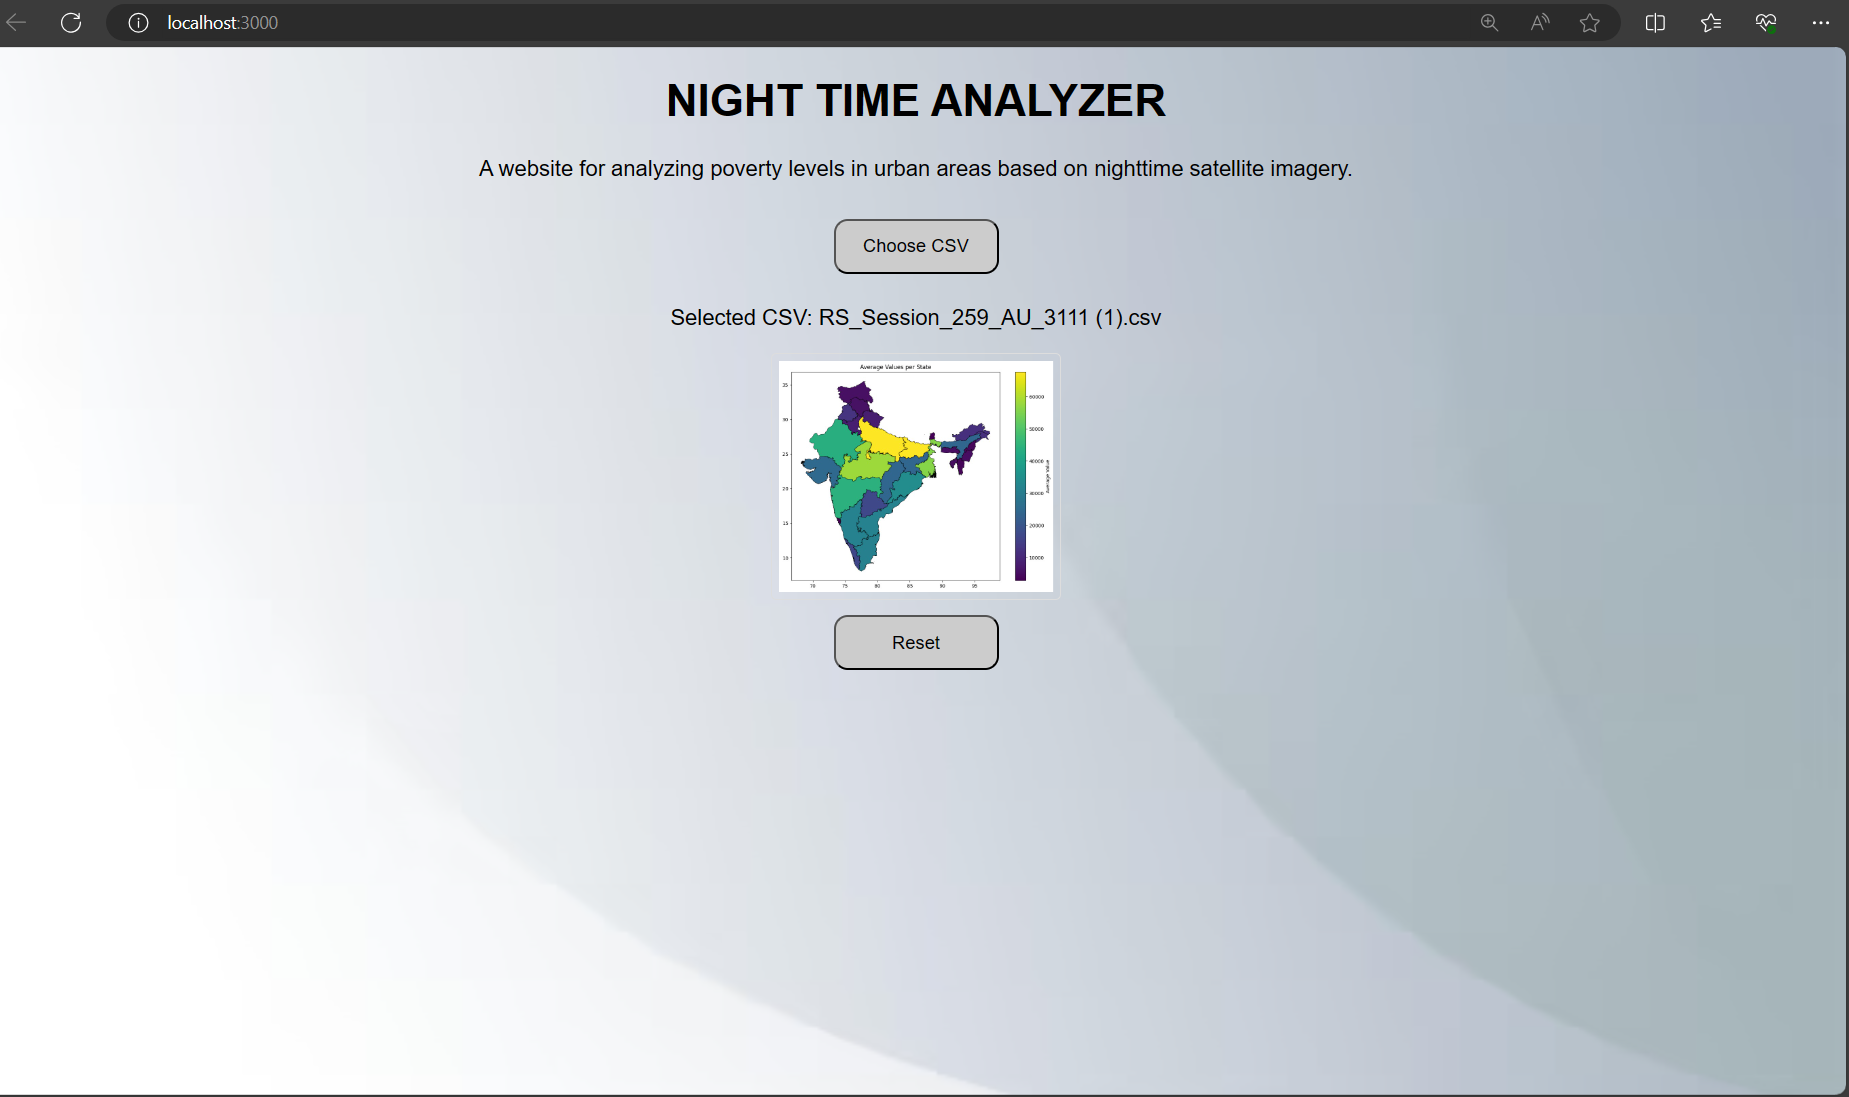 localhost:3000
NIGHT TIME ANALYZER
A website for analyzing poverty levels in urban areas based on nighttime satellite imagery.
Choose CSV
Selected CSV: RS_Session_259_AU_3111 (1).csv
Average Values per State
35
30
25
20
15
10
70 75 80 85 90 95
60000
50000
40000
30000
20000
10000
Average Value
Reset